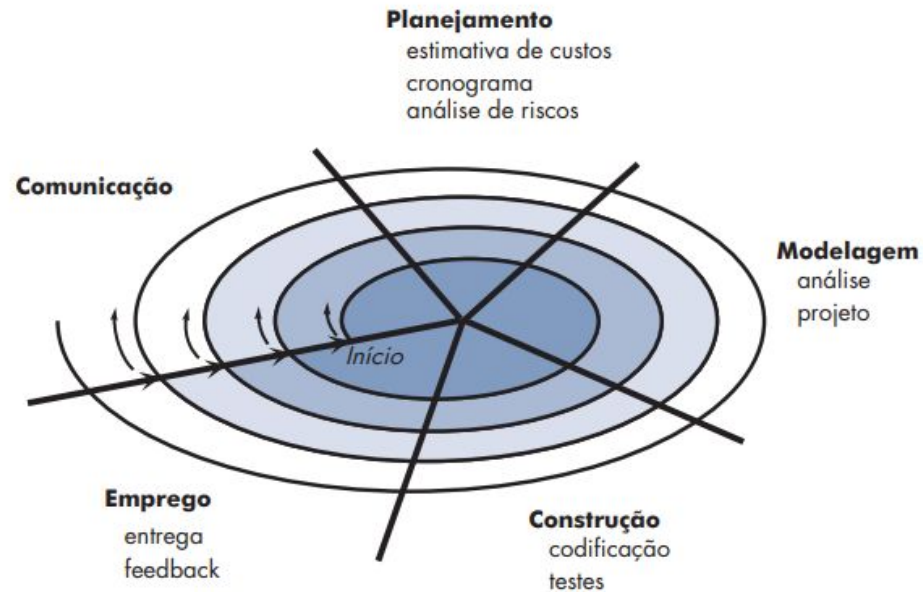 Planejamento
estimativa de custos
cronograma
análise de riscos
Comunicação
Modelagem
análise
projeto
Início
Emprego
entrega
feedback
Construção
codificação
testes